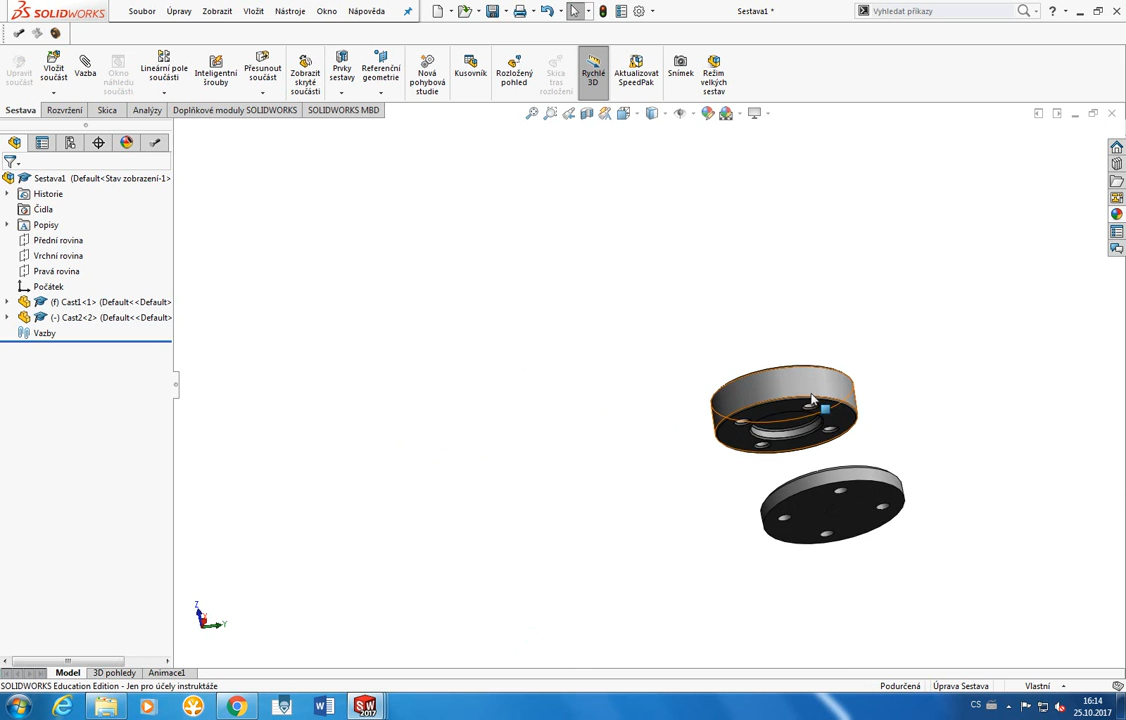 SOLIDWORKS
Soubor Úpravy Zobrazit Vložit Nástroje Okno Nápověda
Sestava1 *
Vyhledat příkazy
Upravit součást
Vložit součást
Vazba
Okno náhledu součásti
Lineární pole součástí
Inteligentní šrouby
Přesunout součást
Zobrazit skryté součásti
Prvky sestavy
Referenční geometrie
Nová pohybová studie
Kusovník
Rozložený pohled
Skica tras rozložení
Rychlé 3D
Aktualizovat SpeedPak
Snímek
Režim velkých sestav
Sestava Rozvržení Skica Analýzy Doplňkové moduly SOLIDWORKS SOLIDWORKS MBD
Sestava1 (Default<Stav zobrazení-1>
Historie
Čidla
Popisy
Přední rovina
Vrchní rovina
Pravá rovina
Počátek
(f) Cast1<1> (Default<<Default>
(-) Cast2<2> (Default<<Default>
Vazby
Z
Y
Model 3D pohledy Animace1
SOLIDWORKS Education Edition - Jen pro účely instruktáže
Podurčená Úprava Sestava Vlastní
CS
16:14
25.10.2017